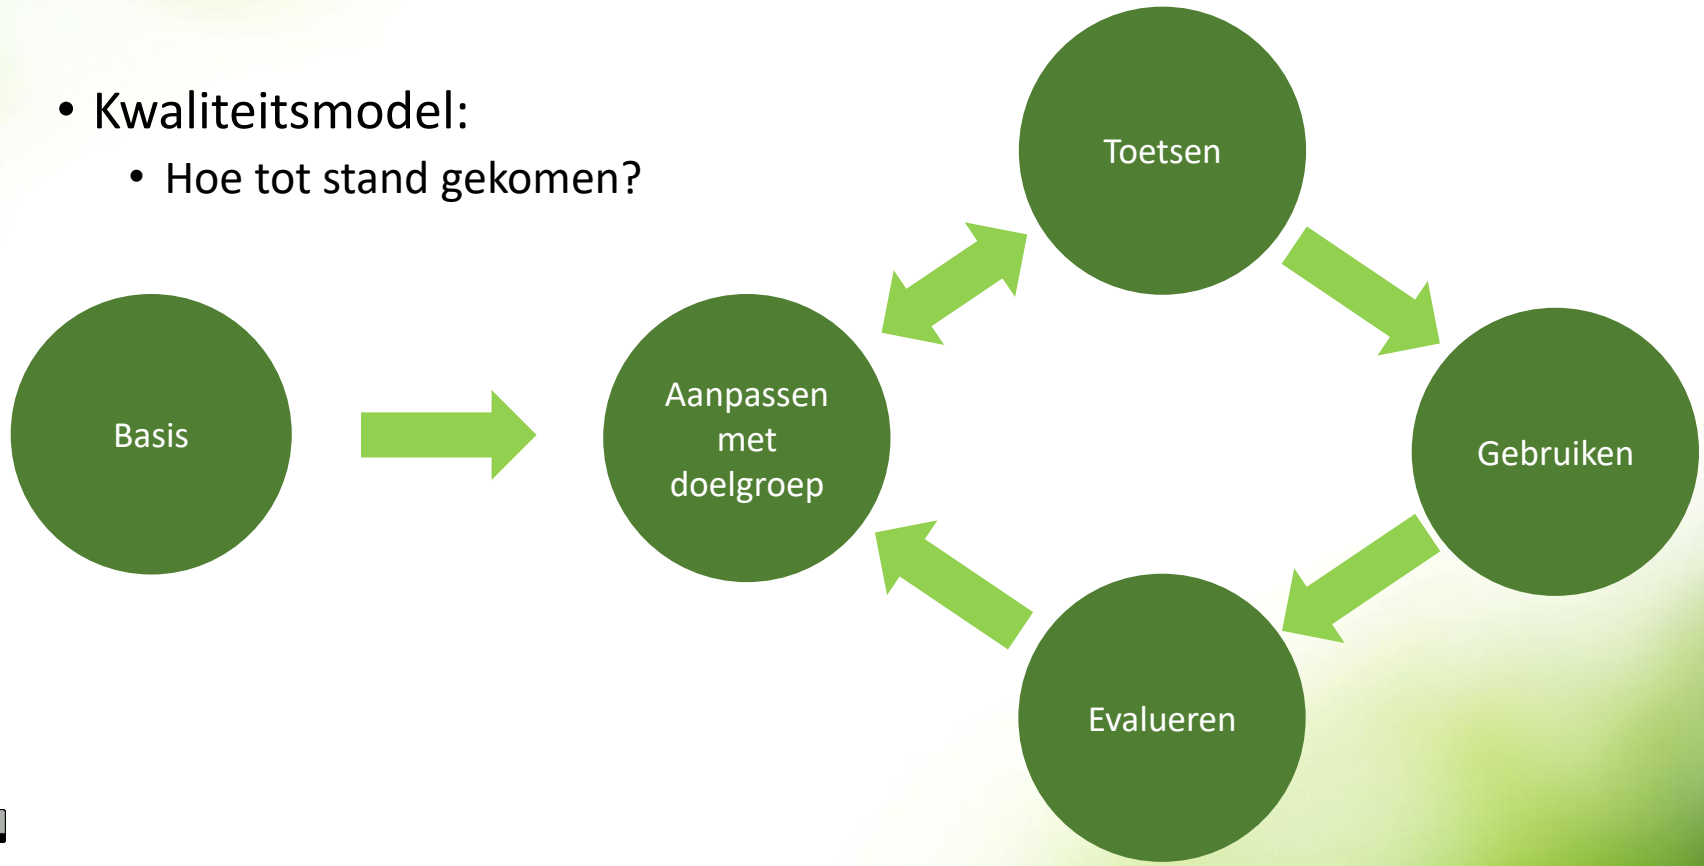 • Kwaliteitsmodel:
• Hoe tot stand gekomen?
Toetsen
Basis
Aanpassen
met
doelgroep
Gebruiken
Evalueren